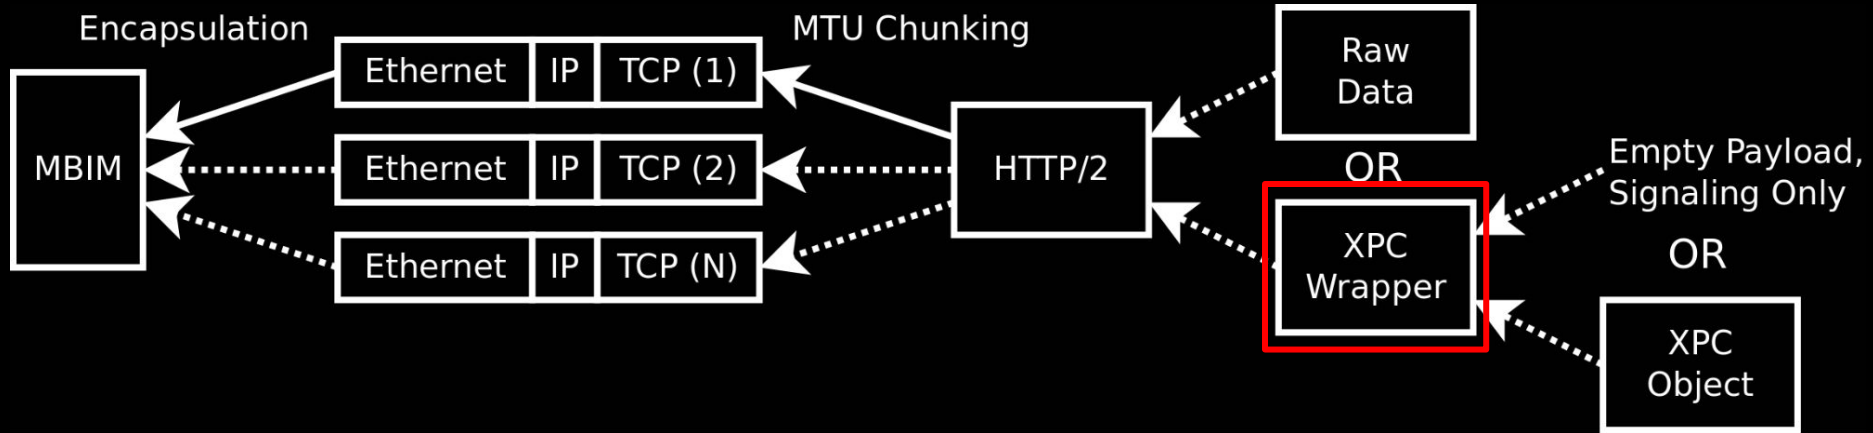 Encapsulation
MTU Chunking
Ethernet IP TCP (1)
Ethernet IP TCP (2)
Ethernet IP TCP (N)
MBIM
HTTP/2
Raw
Data
OR
XPC
Wrapper
Empty Payload,
Signaling Only
OR
XPC
Object